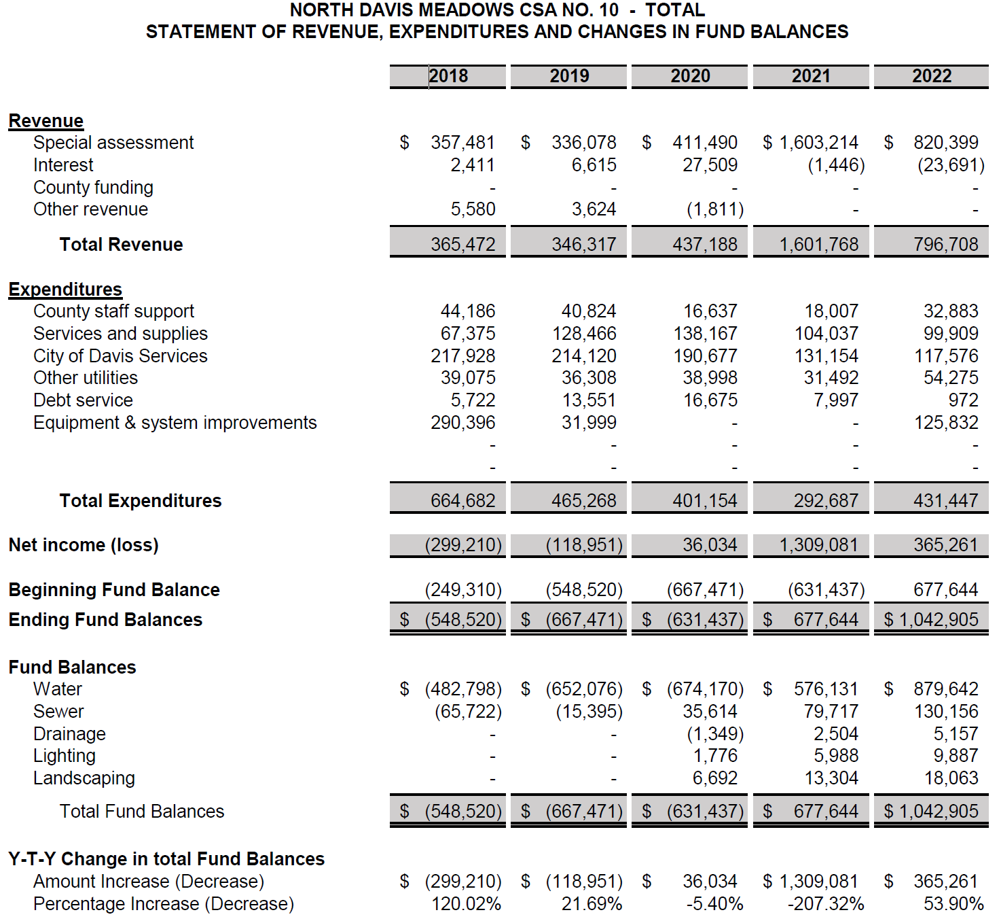 NORTH DAVIS MEADOWS CSA NO. 10 - TOTAL
STATEMENT OF REVENUE, EXPENDITURES AND CHANGES IN FUND BALANCES
2018 2019 2020 2021 2022
Revenue
Special assessment $ 357,481 $ 336,078 $ 411,490 $ 1,603,214 $ 820,399
Interest 2,411 6,615 27,509 (1,446) (23,691)
County funding - - - - -
Other revenue 5,580 3,624 (1,811) - -
Total Revenue 365,472 346,317 437,188 1,601,768 796,708
Expenditures
County staff support 44,186 40,824 16,637 18,007 32,883
Services and supplies 67,375 128,466 138,167 104,037 99,909
City of Davis Services 217,928 214,120 190,677 131,154 117,576
Other utilities 39,075 36,308 38,998 31,492 54,275
Debt service 5,722 13,551 16,675 7,997 972
Equipment & system improvements 290,396 31,999 - - 125,832
- - - - -
- - - - -
Total Expenditures 664,682 465,268 401,154 292,687 431,447
Net income (loss) (299,210) (118,951) 36,034 1,309,081 365,261
Beginning Fund Balance (249,310) (548,520) (667,471) (631,437) 677,644
Ending Fund Balances $ (548,520) $ (667,471) $ (631,437) $ 677,644 $ 1,042,905
Fund Balances
Water $ (482,798) $ (652,076) $ (674,170) $ 576,131 $ 879,642
Sewer (65,722) (15,395) 35,614 79,717 130,156
Drainage - - (1,349) 2,504 5,157
Lighting - - 1,776 5,988 9,887
Landscaping - - 6,692 13,304 18,063
Total Fund Balances $ (548,520) $ (667,471) $ (631,437) $ 677,644 $ 1,042,905
Y-T-Y Change in total Fund Balances
Amount Increase (Decrease) $ (299,210) $ (118,951) $ 36,034 $ 1,309,081 $ 365,261
Percentage Increase (Decrease) 120.02% 21.69% -5.40% -207.32% 53.90%